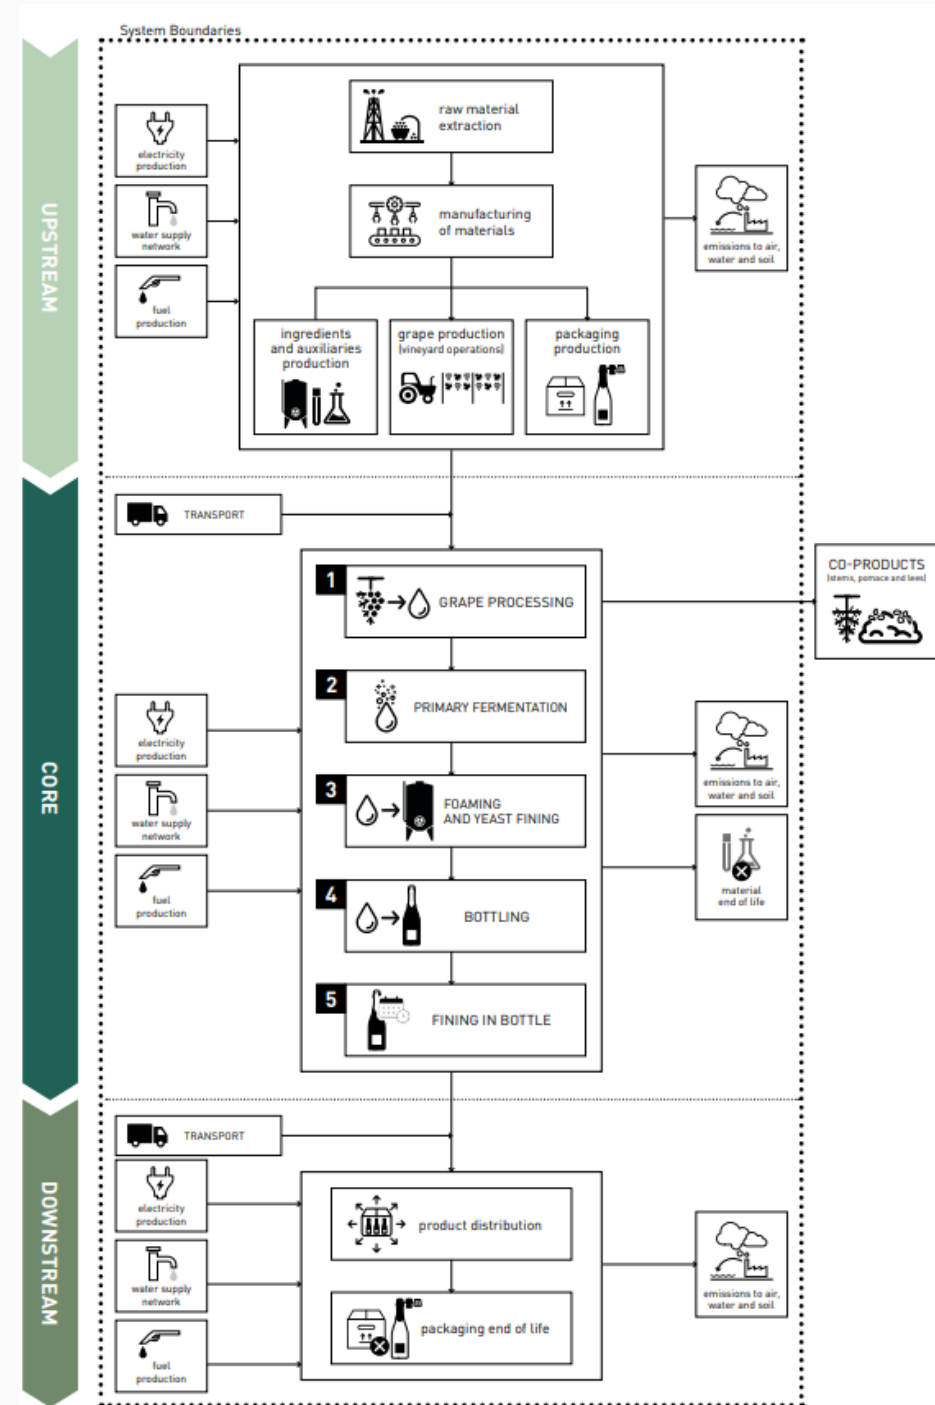 System Boundaries
UPSTREAM
electricity
production
water supply
network
fuel
production
raw material
extraction
manufacturing
of materials
ingredients
and auxiliaries
production
grape production
(vineyard operations)
packaging
production
emissions to air,
water and soil
CORE
TRANSPORT
1
GRAPE PROCESSING
2
PRIMARY FERMENTATION
3
FOAMING
AND YEAST FINING
4
BOTTLING
5
FINING IN BOTTLE
CO-PRODUCTS
(stems, pomace and lees)
electricity
production
water supply
network
fuel
production
emissions to air,
water and soil
material
end of life
DOWNSTREAM
TRANSPORT
electricity
production
water supply
network
fuel
production
product distribution
packaging end of life
emissions to air,
water and soil